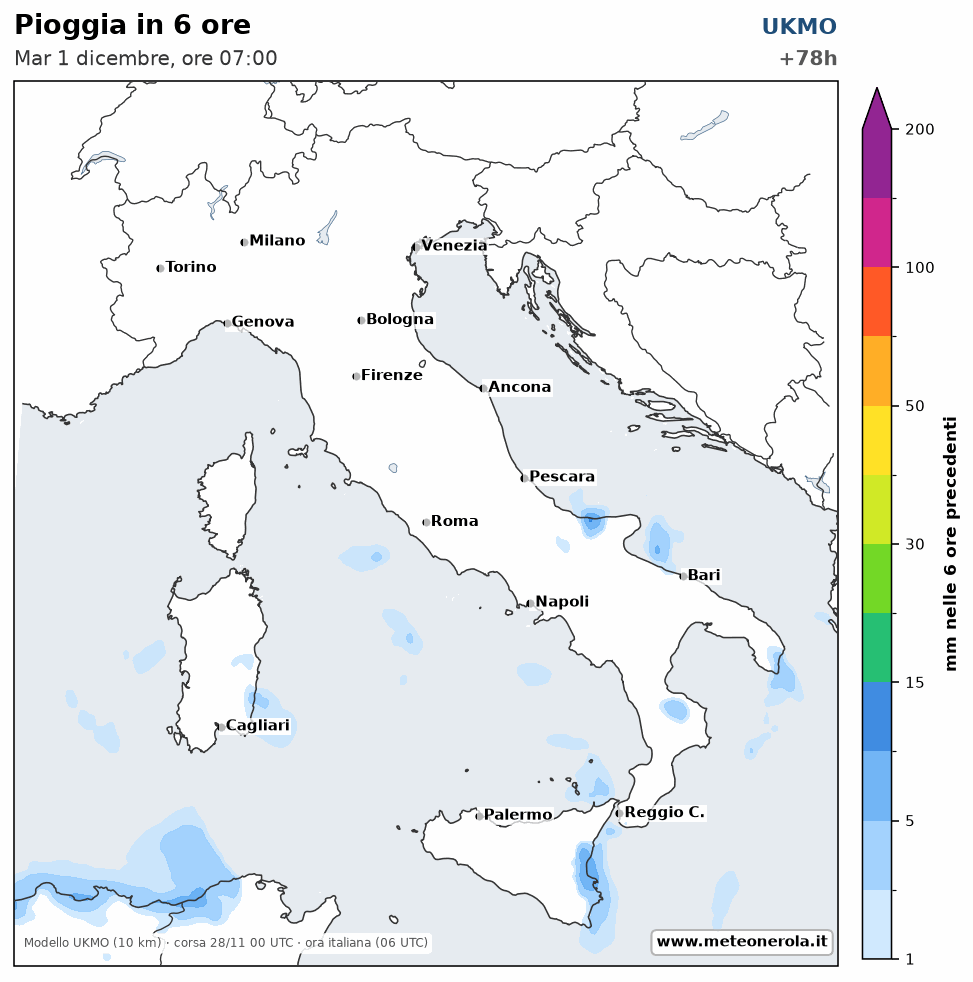 Pioggia in 6 ore
UKMO
Mar 1 dicembre, ore 07:00
+78h
Milano
Venezia
Torino
Genova
Bologna
Firenze
Ancona
Pescara
Roma
Bari
Napoli
Cagliari
Palermo
Reggio C.
200
100
50
30
15
5
1
mm nelle 6 ore precedenti
Modello UKMO (10 km) · corsa 28/11 00 UTC · ora italiana (06 UTC)
www.meteonerola.it